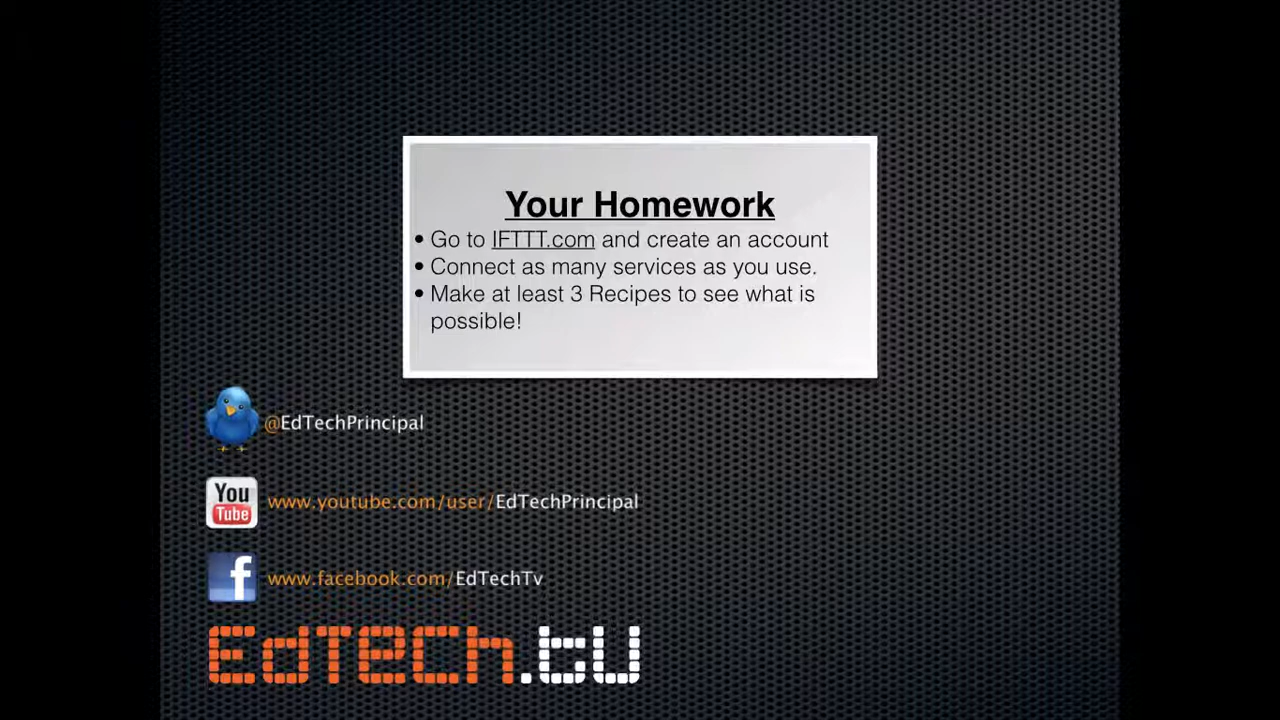 Your Homework
• Go to IFTTT.com and create an account
• Connect as many services as you use.
• Make at least 3 Recipes to see what is
possible!
@EdTechPrincipal
You
Tube
www.youtube.com/user/EdTechPrincipal
f
www.facebook.com/EdTechTv
EdTech.tv